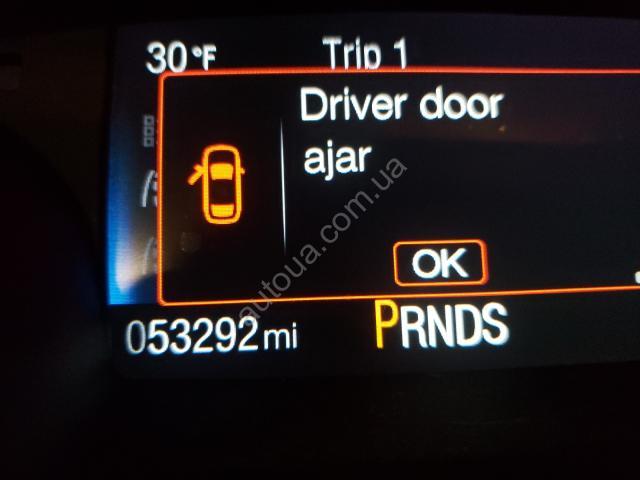 30°F Trip 1
Driver door
ajar
OK
053292 mi PRNDS
autoua.com.ua